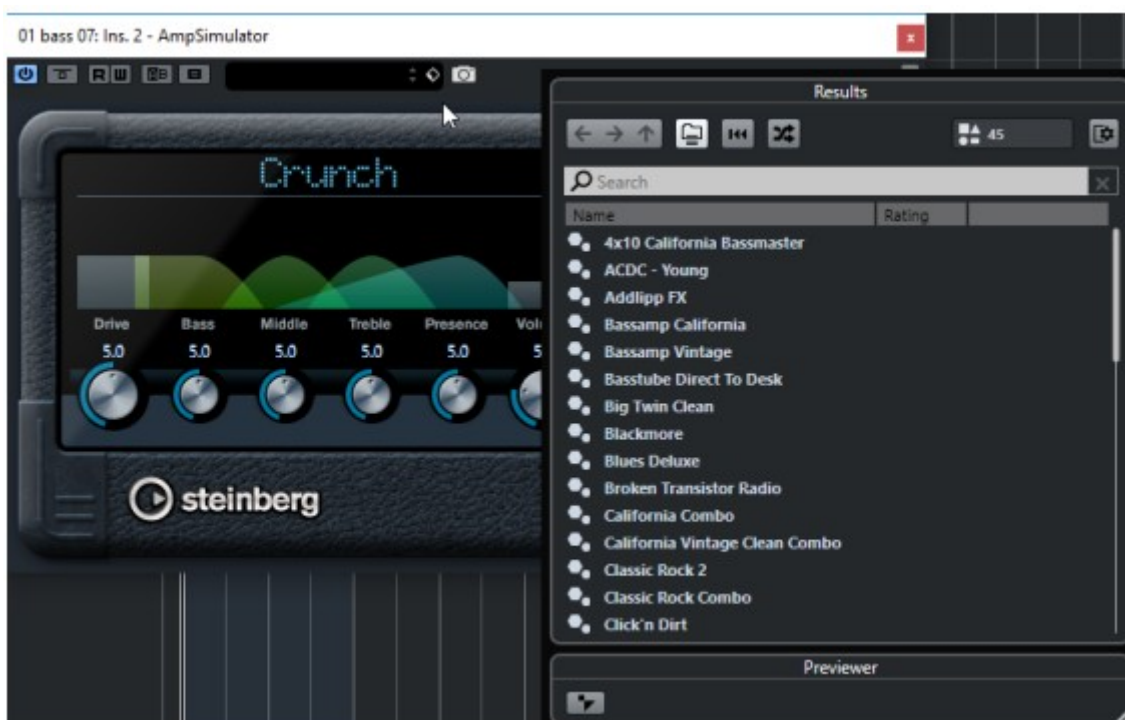 01 bass 07: Ins. 2 - AmpSimulator
x
R W
Results
45
Crunch
Search
Name Rating
Drive Bass Middle Treble Presence
5.0 5.0 5.0 5.0 5.0 5
steinberg
4x10 California Bassmaster
ACDC - Young
Addlipp FX
Bassamp California
Bassamp Vintage
Basstube Direct To Desk
Big Twin Clean
Blackmore
Blues Deluxe
Broken Transistor Radio
California Combo
California Vintage Clean Combo
Classic Rock 2
Classic Rock Combo
Click'n Dirt
Previewer